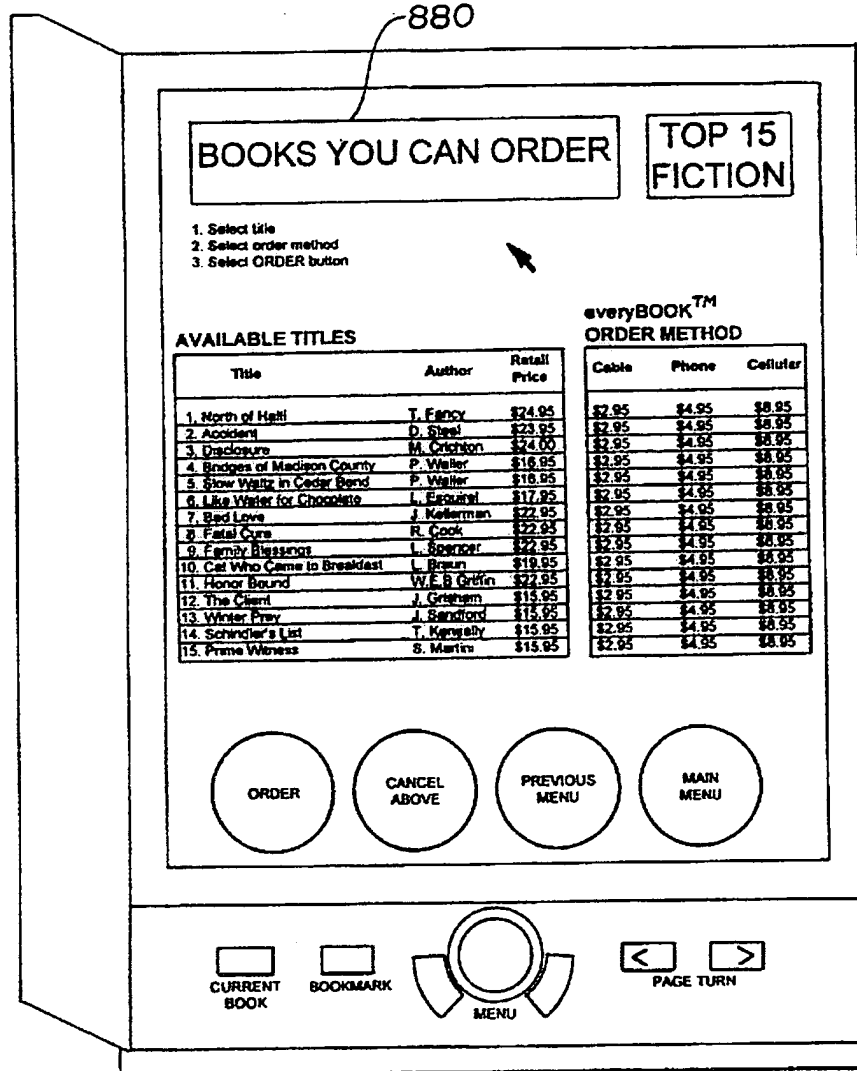 880
BOOKS YOU CAN ORDER
TOP 15
FICTION
1. Select title
2. Select order method
3. Select ORDER button
everyBOOK™
AVAILABLE TITLES
ORDER METHOD
Title Author Retail Price
Cable Phone Cellular
1. North of Haiti T. Fancy $24.95 $2.95 $4.95 $8.95
2. Accident D. Steel $23.95 $2.95 $4.95 $8.95
3. Disclosure M. Crichton $24.00 $2.95 $4.95 $8.95
4. Bridges of Madison County P. Waller $16.95 $2.95 $4.95 $8.95
5. Slow Waltz in Cedar Bend P. Waller $16.95 $2.95 $4.95 $8.95
6. Like Water for Chocolate L. Esquirel $17.95 $2.95 $4.95 $8.95
7. Bad Love J. Kellerman $22.95 $2.95 $4.95 $8.95
8. Fatal Cure R. Cook $22.95 $2.95 $4.95 $8.95
9. Family Blessings L. Spencer $22.95 $2.95 $4.95 $8.95
10. Cat Who Came to Breakfast L. Braun $19.95 $2.95 $4.95 $8.95
11. Honor Bound W.E.B Griffin $22.95 $2.95 $4.95 $8.95
12. The Client J. Grisham $15.95 $2.95 $4.95 $8.95
13. Winter Prey J. Sandford $15.95 $2.95 $4.95 $8.95
14. Schindler's List T. Kenselly $15.95 $2.95 $4.95 $8.95
15. Prime Witness S. Martini $15.95 $2.95 $4.95 $8.95
ORDER
CANCEL
ABOVE
PREVIOUS
MENU
MAIN
MENU
CURRENT
BOOK
BOOKMARK
MENU
< >
PAGE TURN